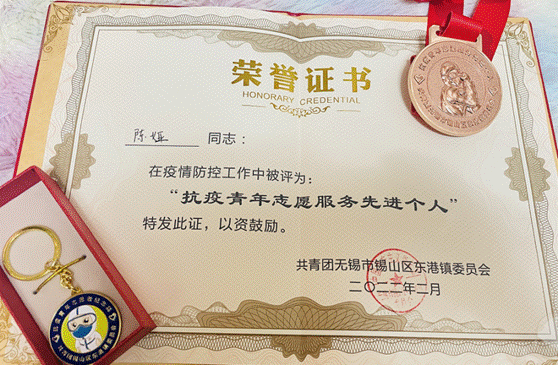 荣誉证书
HONORARY CREDENTIAL
陈娅 同志：
在疫情防控工作中被评为：
“抗疫青年志愿服务先进个人”
特发此证，以资鼓励。
共青团无锡市锡山区东港镇委员会
二〇二二年二月